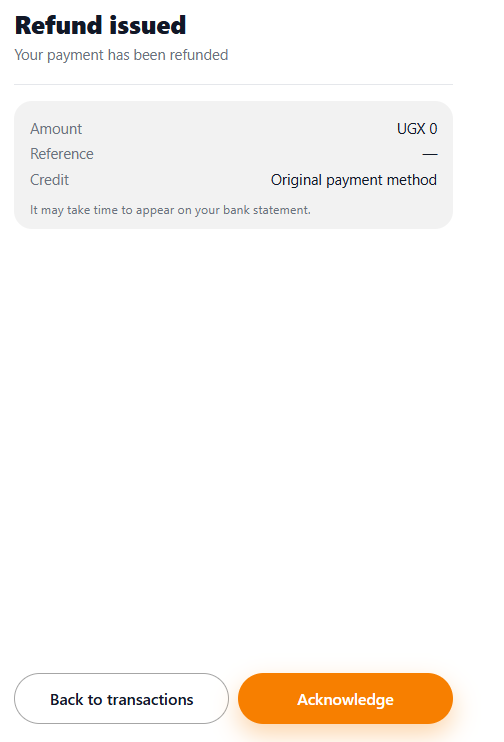 Refund issued
Your payment has been refunded
Amount UGX 0
Reference —
Credit Original payment method
It may take time to appear on your bank statement.
Back to transactions Acknowledge